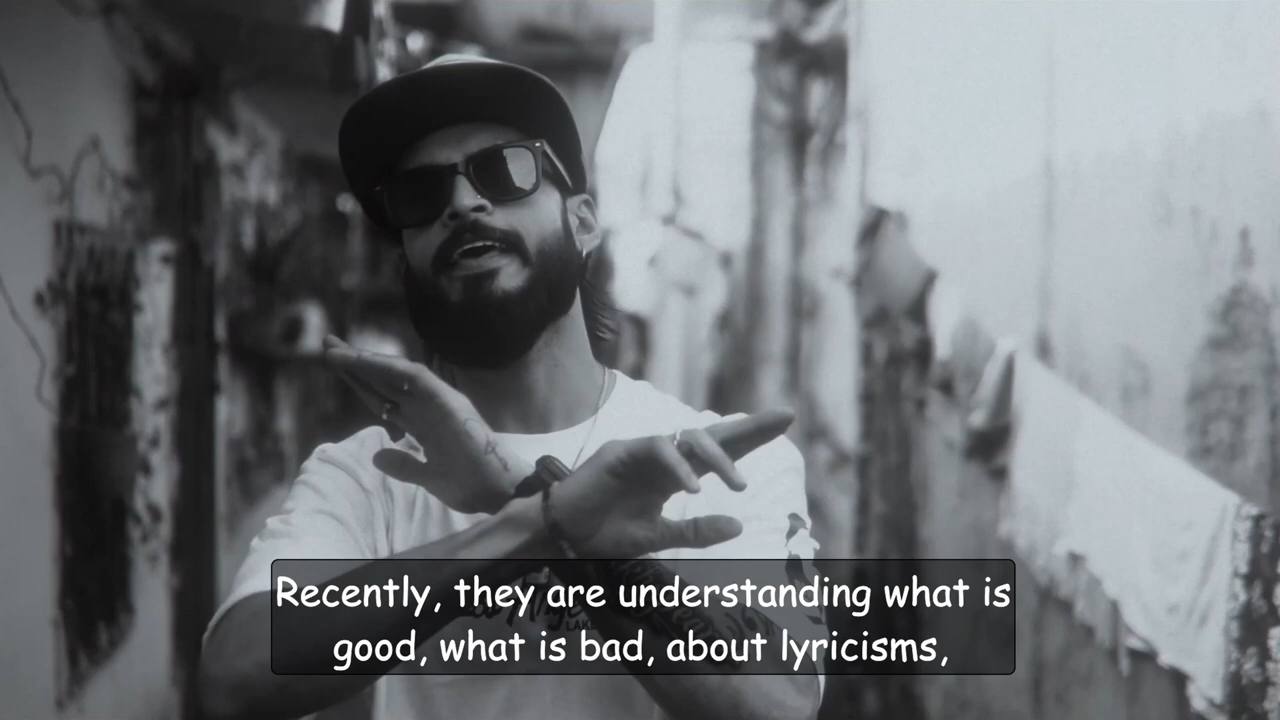 Recently, they are understanding what is
good, what is bad, about lyricisms,